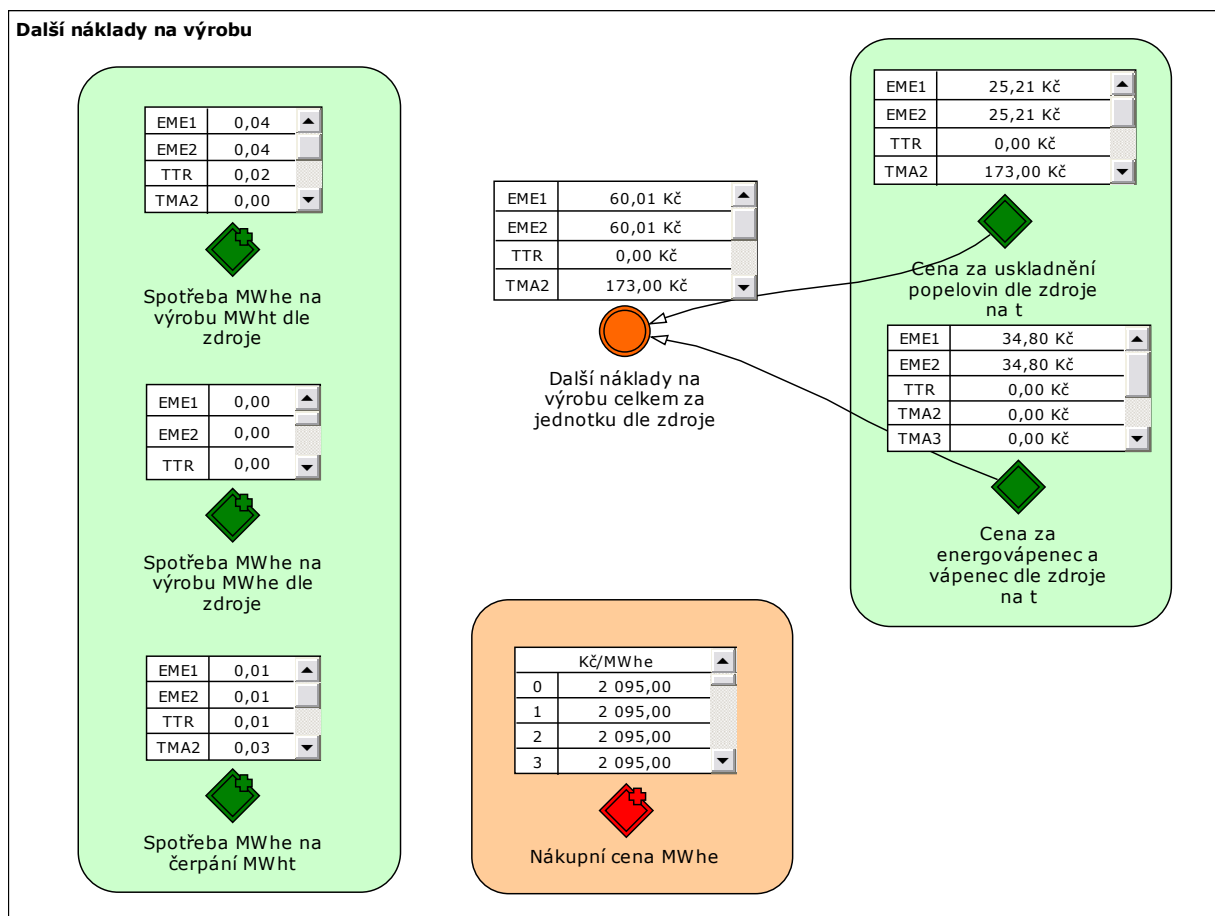 Další náklady na výrobu
EME1 0,04
EME2 0,04
TTR 0,02
TMA2 0,00
Spotřeba MWhe na
výrobu MWht dle
zdroje
EME1 0,00
EME2 0,00
TTR 0,00
Spotřeba MWhe na
výrobu MWhe dle
zdroje
EME1 0,01
EME2 0,01
TTR 0,01
TMA2 0,03
Spotřeba MWhe na
čerpání MWht
EME1 60,01 Kč
EME2 60,01 Kč
TTR 0,00 Kč
TMA2 173,00 Kč
Další náklady na
výrobu celkem za
jednotku dle zdroje
Kč/MWhe
0 2 095,00
1 2 095,00
2 2 095,00
3 2 095,00
Nákupní cena MWhe
EME1 25,21 Kč
EME2 25,21 Kč
TTR 0,00 Kč
TMA2 173,00 Kč
Cena za uskladnění
popelovin dle zdroje
na t
EME1 34,80 Kč
EME2 34,80 Kč
TTR 0,00 Kč
TMA2 0,00 Kč
TMA3 0,00 Kč
Cena za
energovápenec a
vápenec dle zdroje
na t